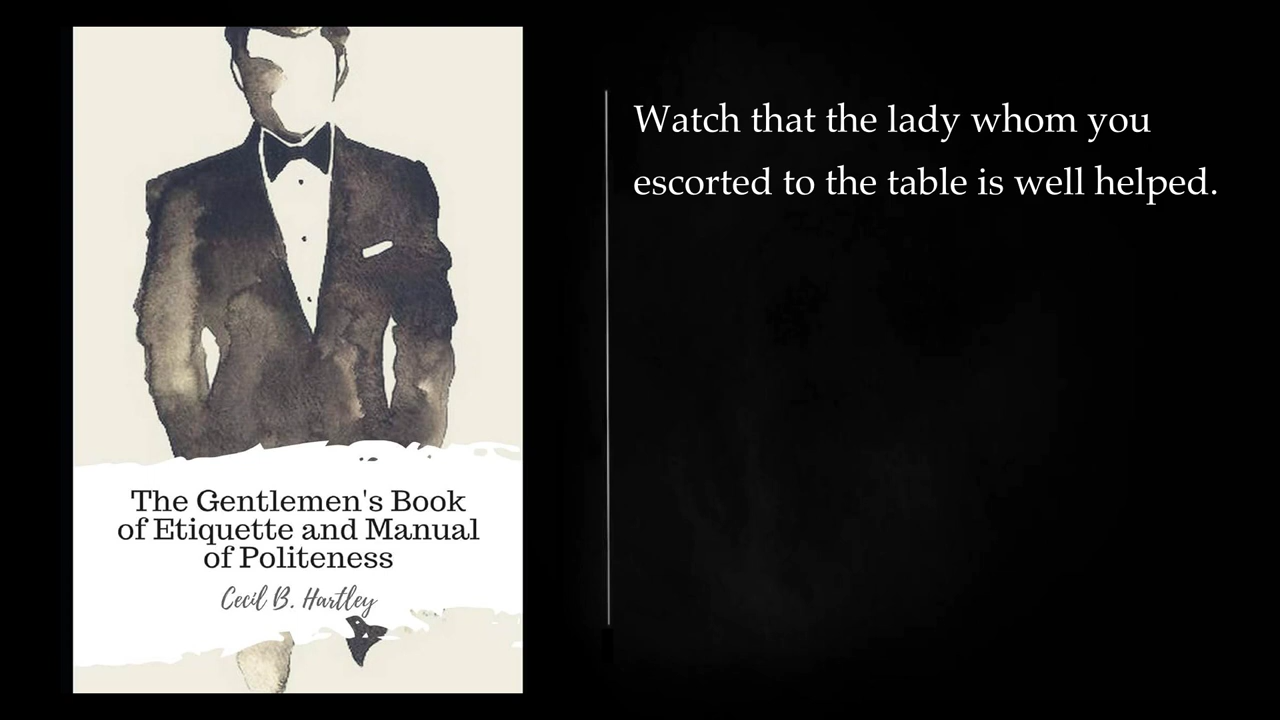 The Gentlemen's Book
of Etiquette and Manual
of Politeness
Cecil B. Hartley
Watch that the lady whom you
escorted to the table is well helped.